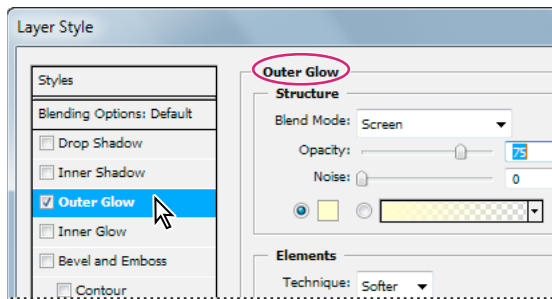 Layer Style
Styles
Blending Options: Default
Drop Shadow
Inner Shadow
Outer Glow
Inner Glow
Bevel and Emboss
Contour
Outer Glow
Structure
Blend Mode: Screen
Opacity: 75
Noise: 0
Elements
Technique: Softer